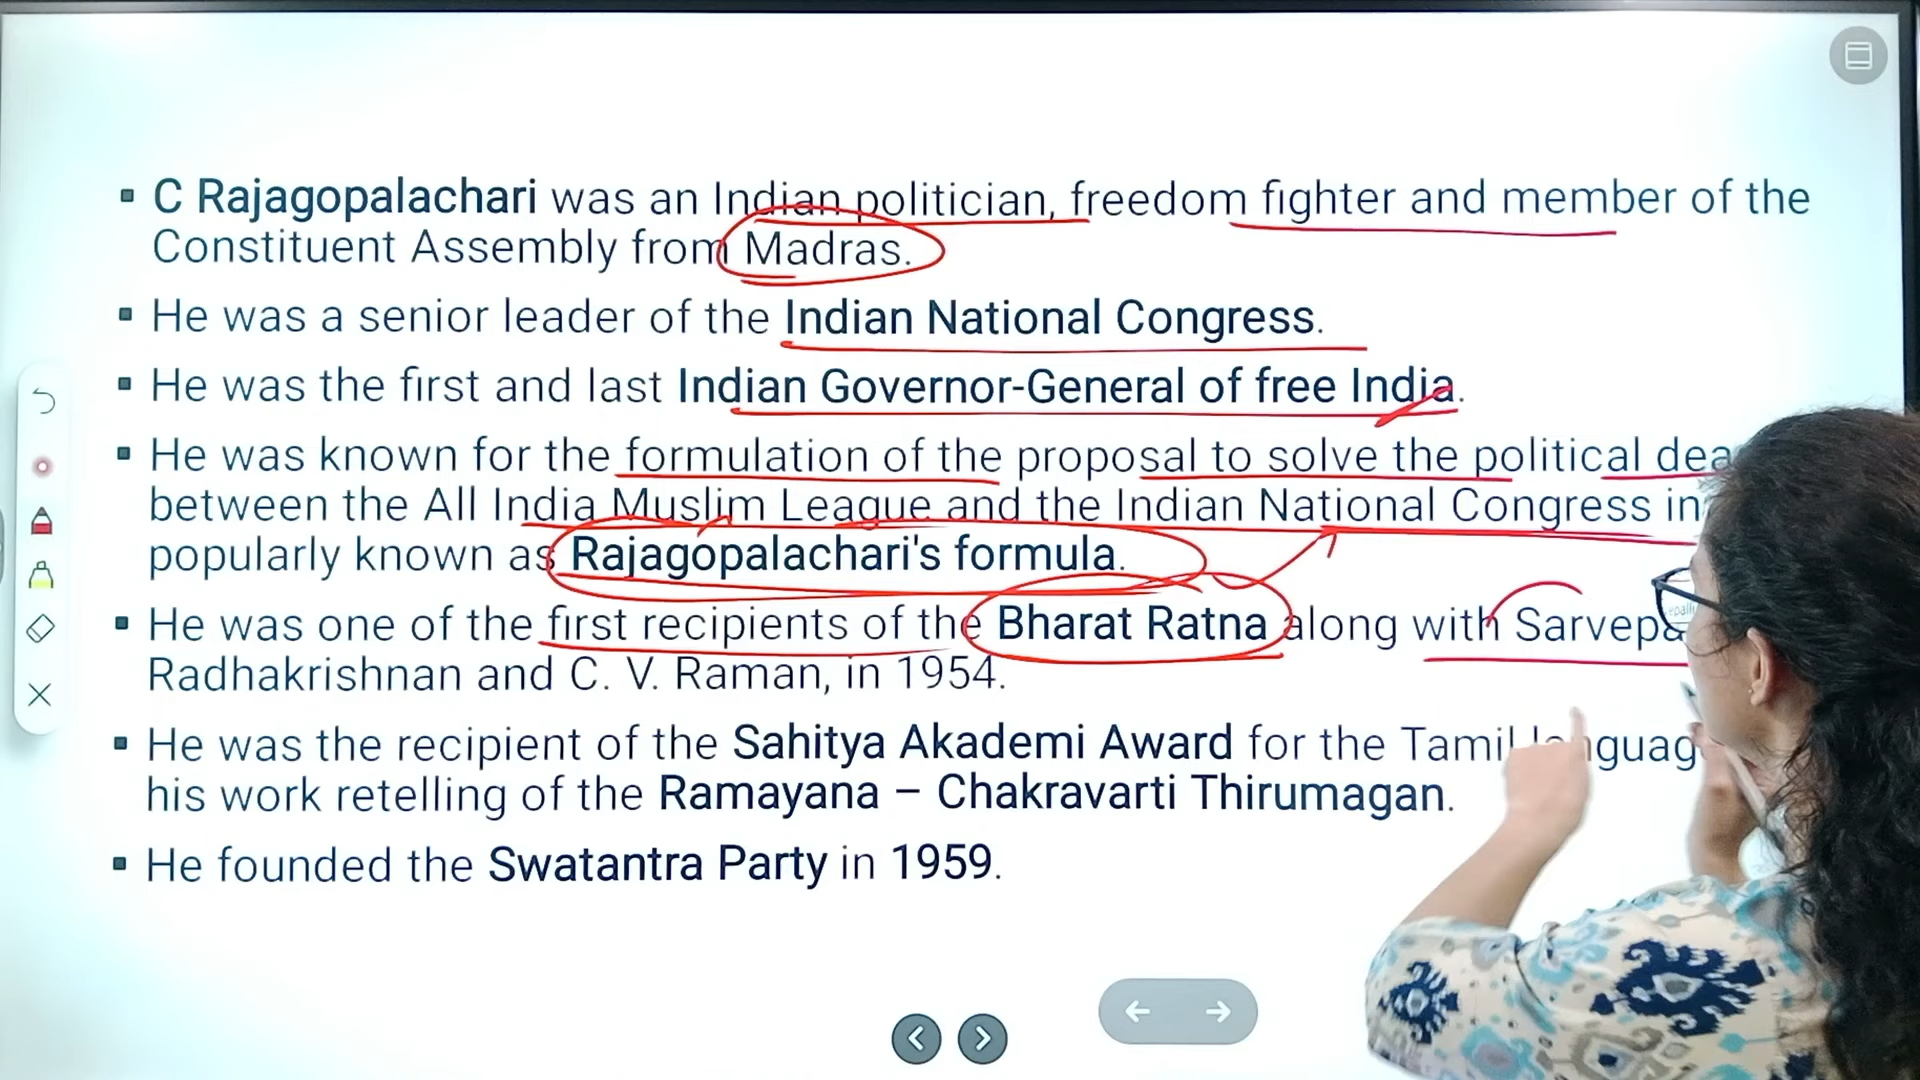 ▪ C Rajagopalachari was an Indian politician, freedom fighter and member of the
Constituent Assembly from Madras.
▪ He was a senior leader of the Indian National Congress.
▪ He was the first and last Indian Governor-General of free India.
▪ He was known for the formulation of the proposal to solve the political
between the All India Muslim League and the Indian National Congress in
popularly known as Rajagopalachari's formula.
▪ He was one of the first recipients of the Bharat Ratna along with
Radhakrishnan and C. V. Raman, in 1954.
▪ He was the recipient of the Sahitya Akademi Award for the Tamil
his work retelling of the Ramayana – Chakravarti Thirumagan.
▪ He founded the Swatantra Party in 1959.